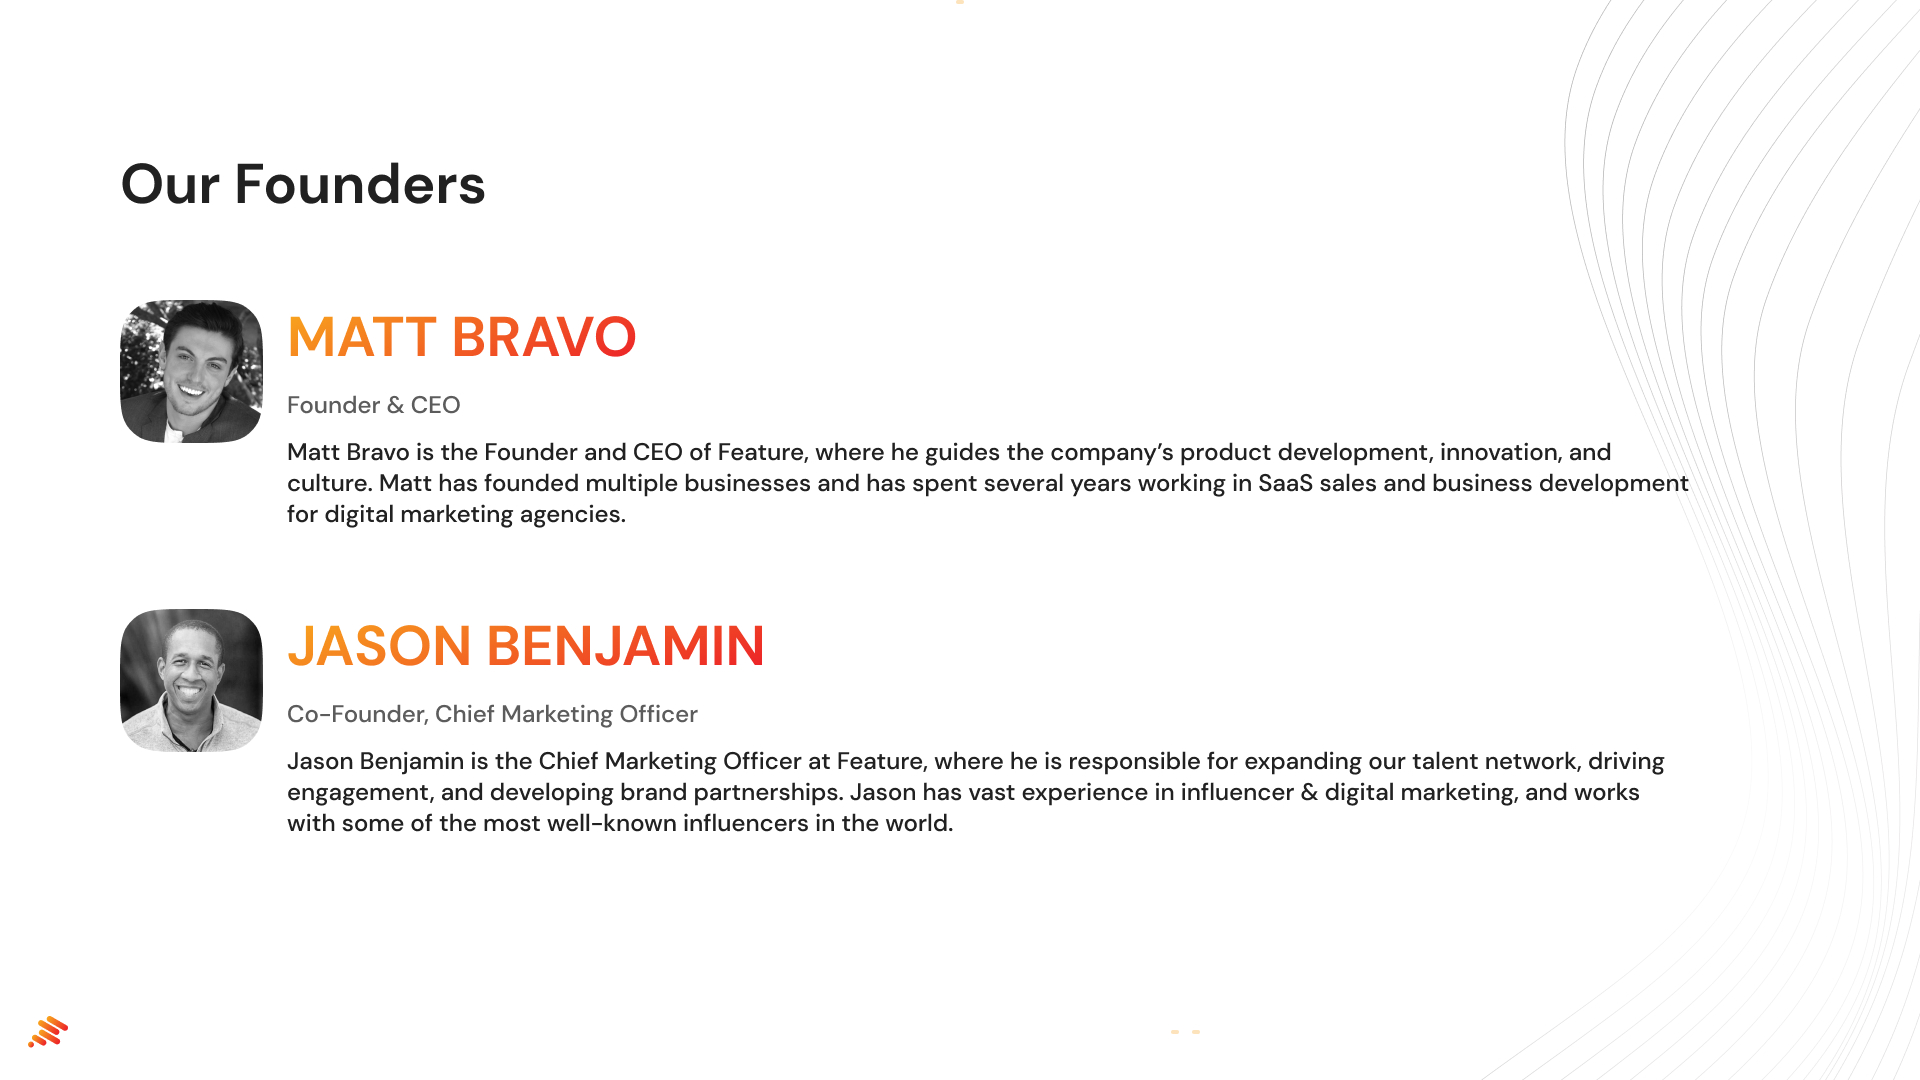 Our Founders
MATT BRAVO
Founder & CEO
Matt Bravo is the Founder and CEO of Feature, where he guides the company’s product development, innovation, and
culture. Matt has founded multiple businesses and has spent several years working in SaaS sales and business development
for digital marketing agencies.
JASON BENJAMIN
Co-Founder, Chief Marketing Officer
Jason Benjamin is the Chief Marketing Officer at Feature, where he is responsible for expanding our talent network, driving
engagement, and developing brand partnerships. Jason has vast experience in influencer & digital marketing, and works
with some of the most well-known influencers in the world.